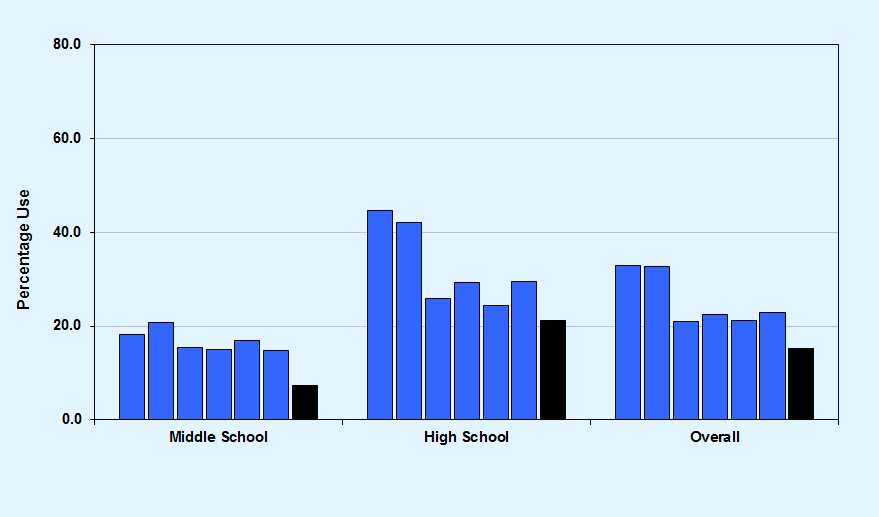 80.0
60.0
40.0
20.0
0.0
Percentage Use
Middle School
High School
Overall